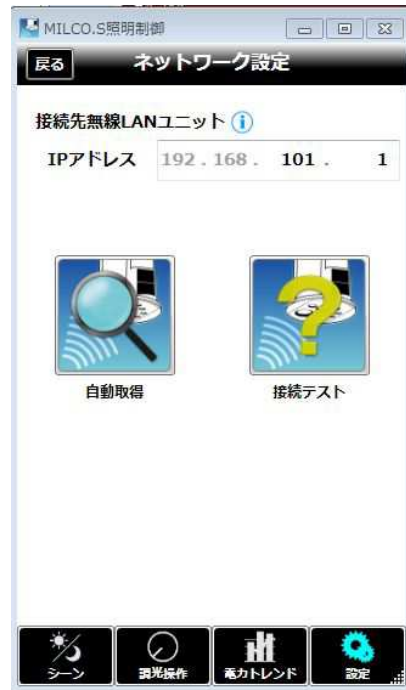 MILCO.S照明制御
戻る ネットワーク設定
接続先無線LANユニット i
IPアドレス 192 . 168 . 101 . 1
自動取得 接続テスト
シーン 調光操作 電力トレンド 設定